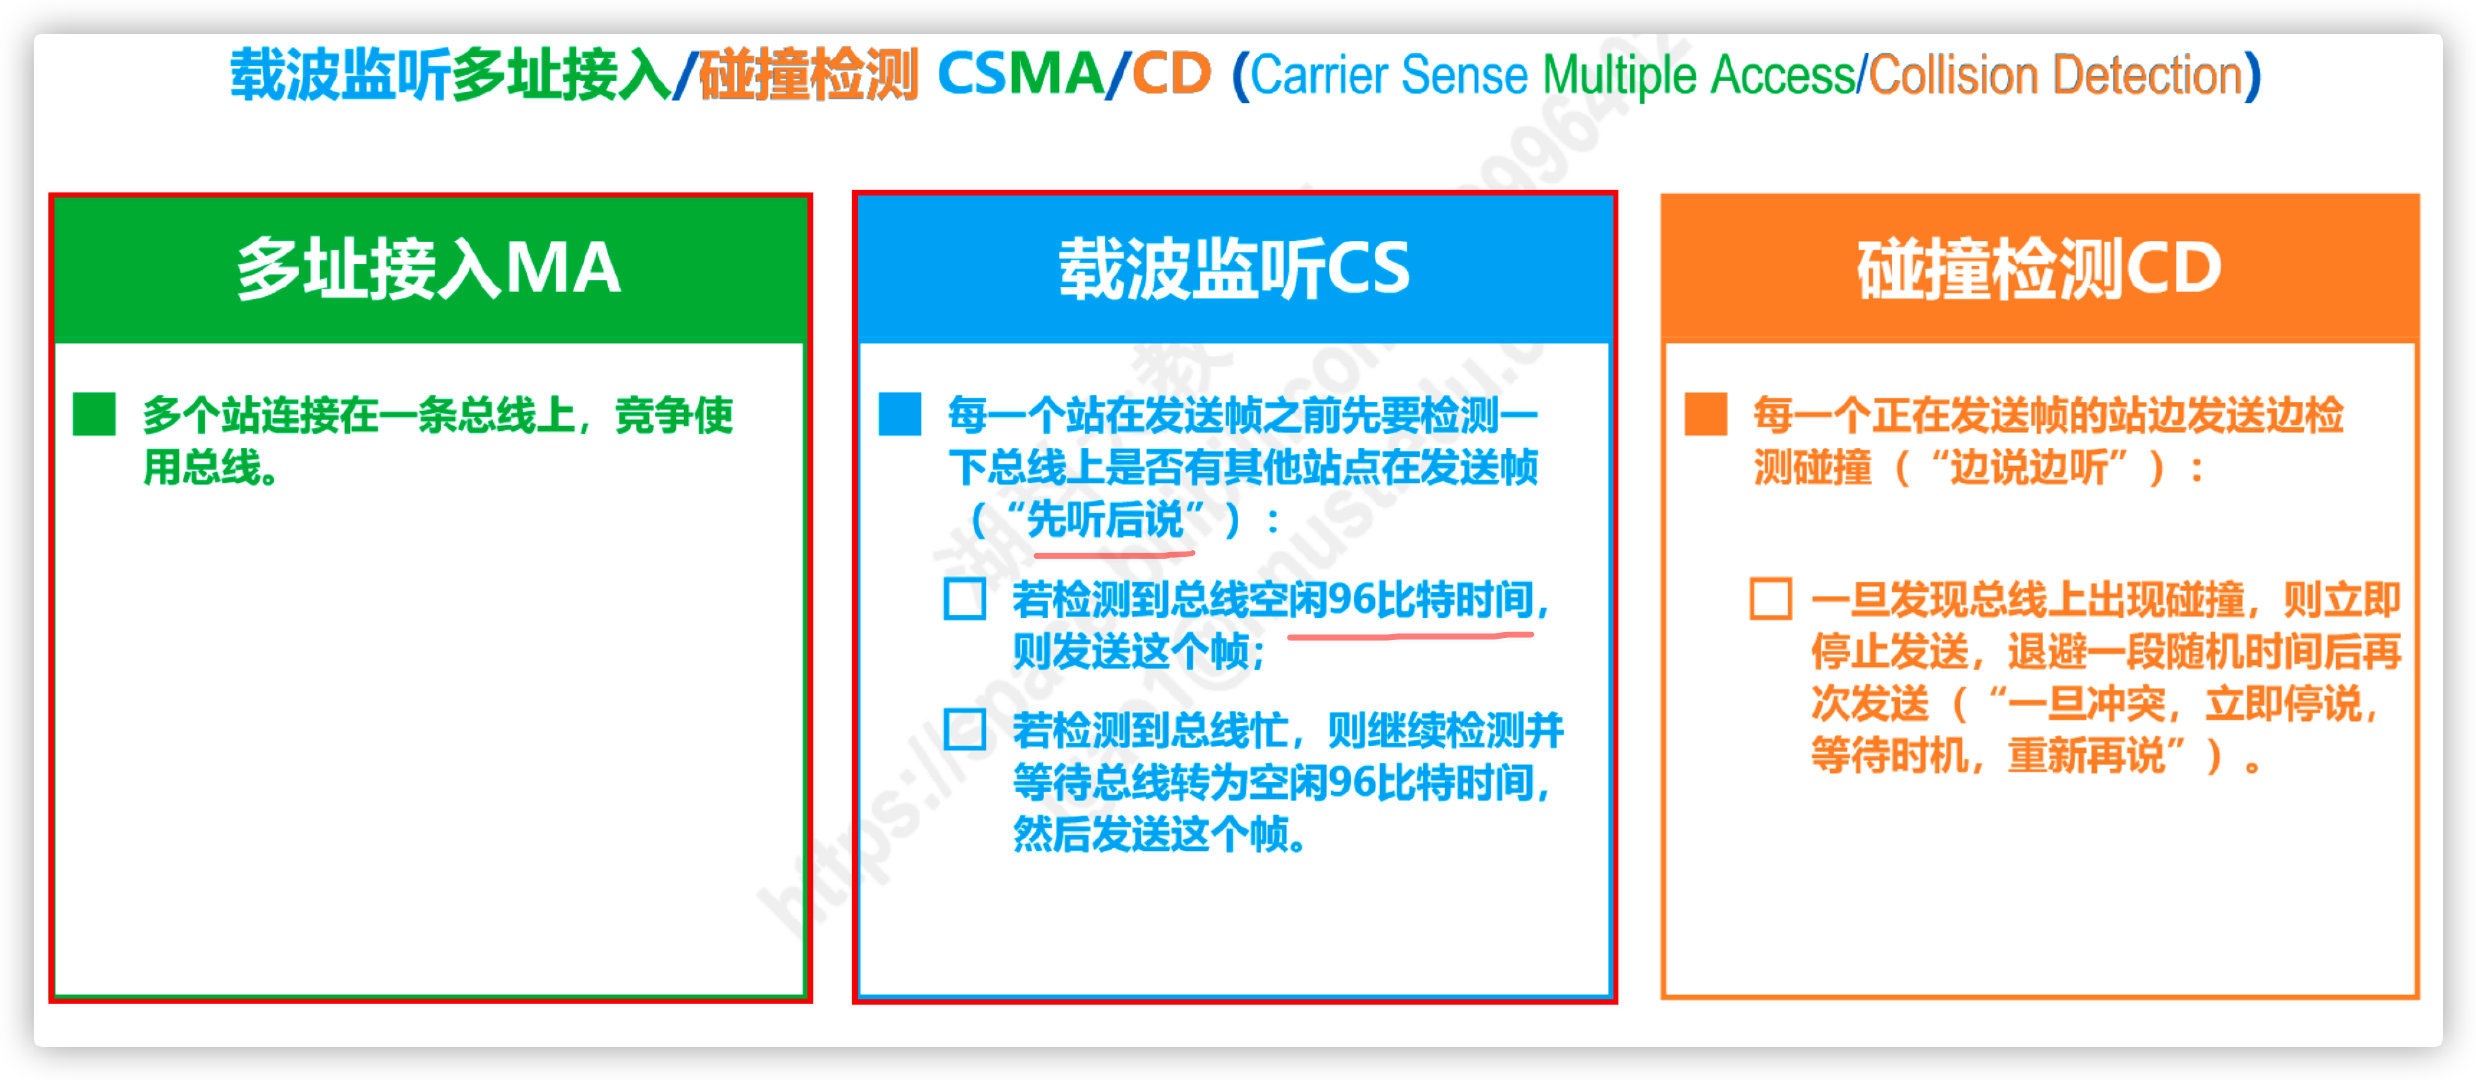 载波监听多址接入/碰撞检测 CSMA/CD (Carrier Sense Multiple Access/Collision Detection)
多址接入MA
多个站连接在一条总线上，竞争使
用总线。
载波监听CS
每一个站在发送帧之前先要检测一
下总线上是否有其他站点在发送帧
（“先听后说”）：
若检测到总线空闲96比特时间，
则发送这个帧；
若检测到总线忙，则继续检测并
等待总线转为空闲96比特时间，
然后发送这个帧。
碰撞检测CD
每一个正在发送帧的站边发送边检
测碰撞（“边说边听”）：
一旦发现总线上出现碰撞，则立即
停止发送，退避一段随机时间后再
次发送（“一旦冲突，立即停说，
等待时机，重新再说”）。